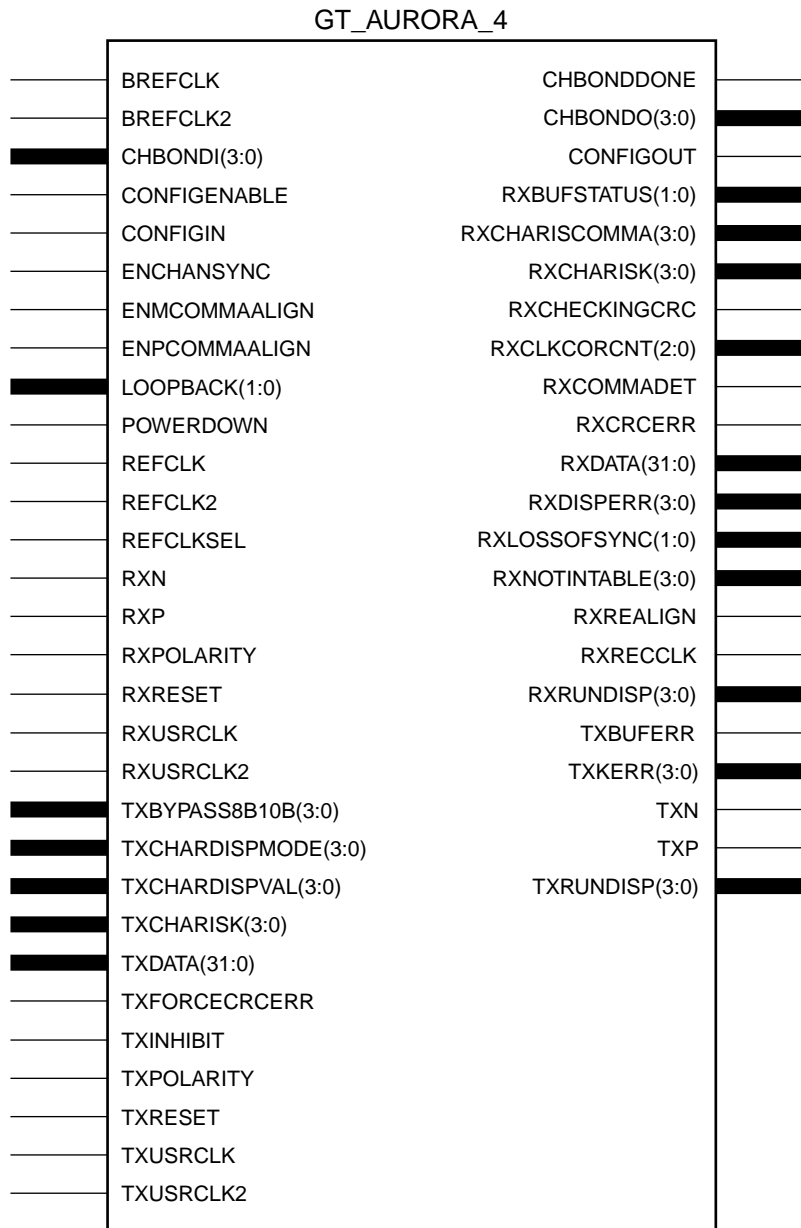 GT_AURORA_4
BREFCLK CHBONDDONE
BREFCLK2 CHBONDO(3:0)
CHBONDI(3:0) CONFIGOUT
CONFIGENABLE RXBUFSTATUS(1:0)
CONFIGIN RXCHARISCOMMA(3:0)
ENCHANSYNC RXCHARISK(3:0)
ENMCOMMAALIGN RXCHECKINGCRC
ENPCOMMAALIGN RXCLKCORCNT(2:0)
LOOPBACK(1:0) RXCOMMADET
POWERDOWN RXCRCERR
REFCLK RXDATA(31:0)
REFCLK2 RXDISPERR(3:0)
REFCLKSEL RXLOSSOFSYNC(1:0)
RXN RXNOTINTABLE(3:0)
RXP RXREALIGN
RXPOLARITY RXRECCLK
RXRESET RXRUNDISP(3:0)
RXUSRCLK TXBUFERR
RXUSRCLK2 TXKERR(3:0)
TXBYPASS8B10B(3:0) TXN
TXCHARDISPMODE(3:0) TXP
TXCHARDISPVAL(3:0) TXRUNDISP(3:0)
TXCHARISK(3:0)
TXDATA(31:0)
TXFORCECRCERR
TXINHIBIT
TXPOLARITY
TXRESET
TXUSRCLK
TXUSRCLK2